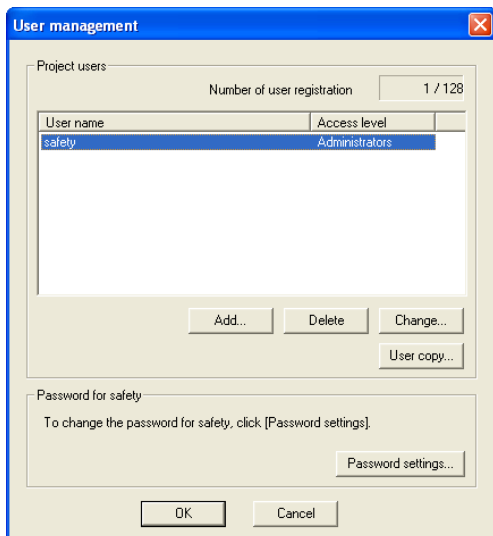 User management
Project users
Number of user registration 1 / 128
User name Access level
safety Administrators
Add... Delete Change...
User copy...
Password for safety
To change the password for safety, click [Password settings].
Password settings...
OK Cancel